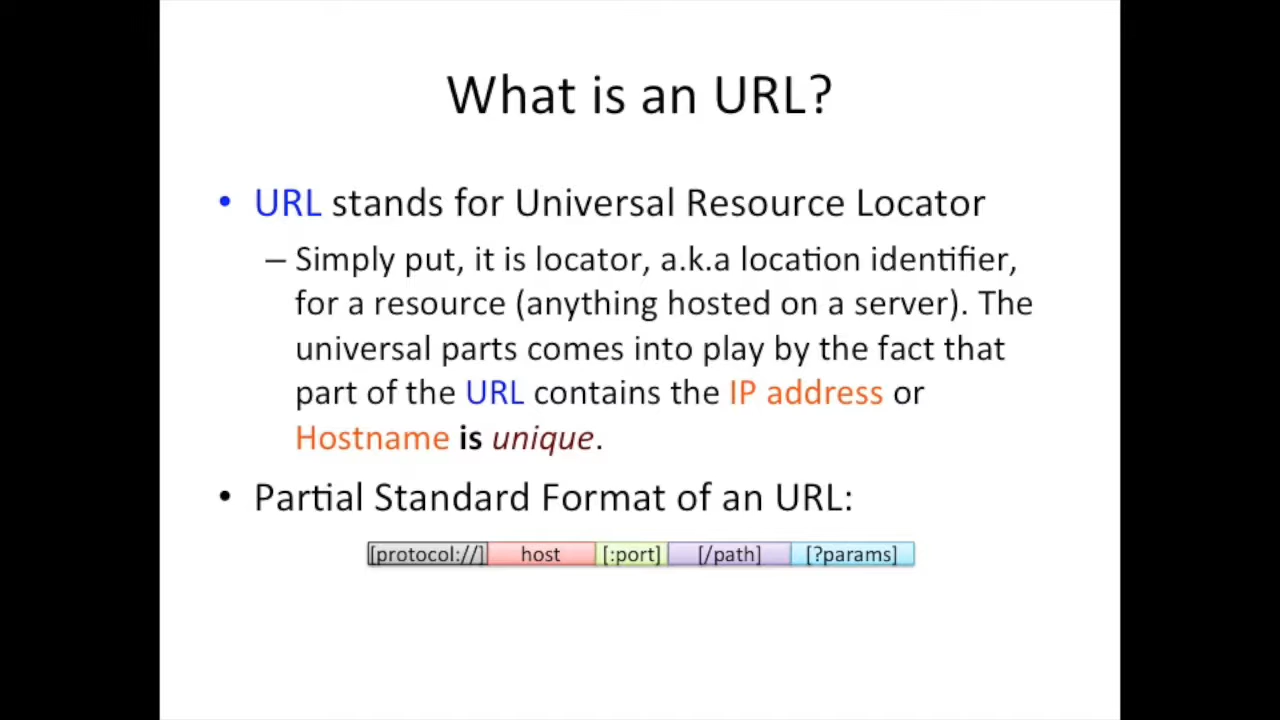 What is an URL?
• URL stands for Universal Resource Locator
– Simply put, it is locator, a.k.a location identifier,
for a resource (anything hosted on a server). The
universal parts comes into play by the fact that
part of the URL contains the IP address or
Hostname is unique.
• Partial Standard Format of an URL:
[protocol://] host [:port] [/path] [?params]